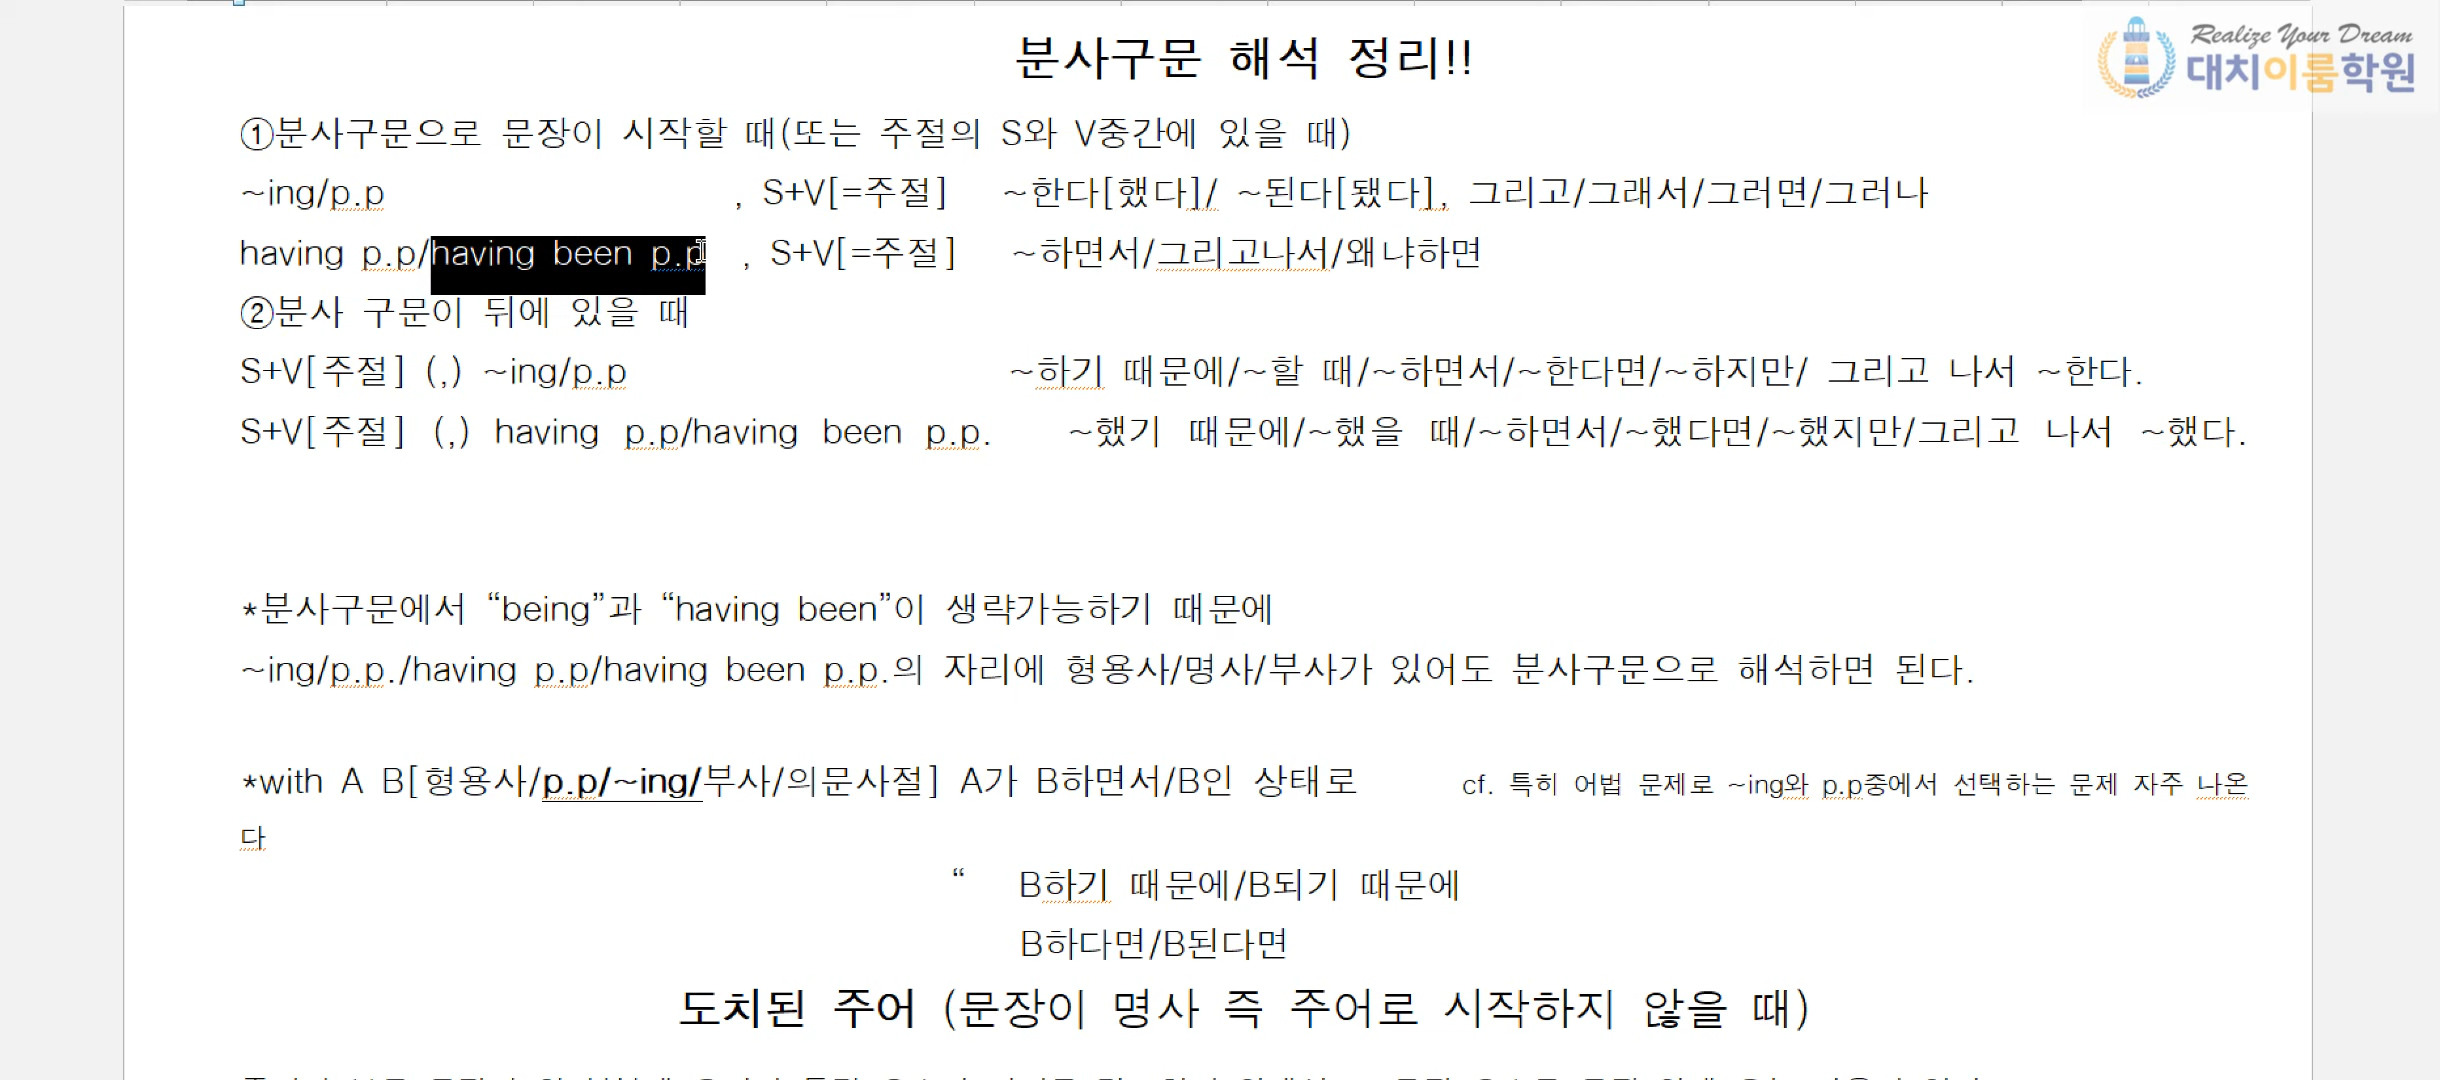 Realize Your Dream
대치이룸학원
분사구문 해석 정리!!
①분사구문으로 문장이 시작할 때(또는 주절의 S와 V중간에 있을 때)
~ing/p.p , S+V[=주절] ~한다[했다]/ ~된다[됐다], 그리고/그래서/그러면/그러나
having p.p/having been p.p , S+V[=주절] ~하면서/그리고나서/왜냐하면
②분사 구문이 뒤에 있을 때
S+V[주절] (,) ~ing/p.p ~하기 때문에/~할 때/~하면서/~한다면/~하지만/ 그리고 나서 ~한다.
S+V[주절] (,) having p.p/having been p.p. ~했기 때문에/~했을 때/~하면서/~했다면/~했지만/그리고 나서 ~했다.
*분사구문에서 “being”과 “having been”이 생략가능하기 때문에
~ing/p.p./having p.p/having been p.p.의 자리에 형용사/명사/부사가 있어도 분사구문으로 해석하면 된다.
*with A B[형용사/p.p/~ing/부사/의문사절] A가 B하면서/B인 상태로 cf. 특히 어법 문제로 ~ing와 p.p중에서 선택하는 문제 자주 나온
다
“ B하기 때문에/B되기 때문에
B하다면/B된다면
도치된 주어 (문장이 명사 즉 주어로 시작하지 않을 때)